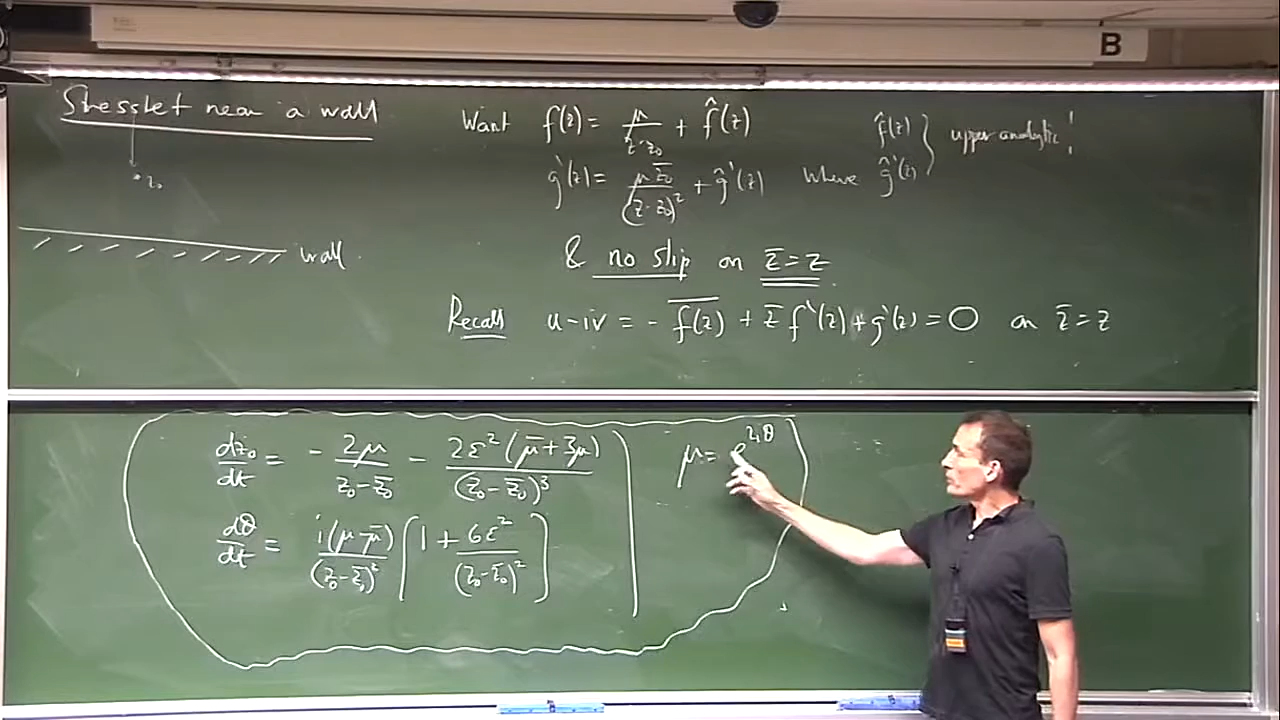 B
Stresslet near a wall
z₀
wall
Want f(z) = μ/(z-z₀) + f̂(z)
g'(z) = μ z̄₀/(z-z₀)² + ĝ'(z) where f̂(z) ĝ'(z) } upper analytic!
& no slip on z̄ = z
Recall u-iv = - \overline{f(z)} + z̄ f'(z) + g'(z) = 0 on z̄ = z
dz₀/dt = - 2μ/(z₀-z̄₀) - 2ε²(μ̄+3μ)/(z₀-z̄₀)³
μ = e^{2iθ}
dθ/dt = i(μ-μ̄)/(z₀-z̄₀)² [1 + 6ε²/(z₀-z̄₀)²]